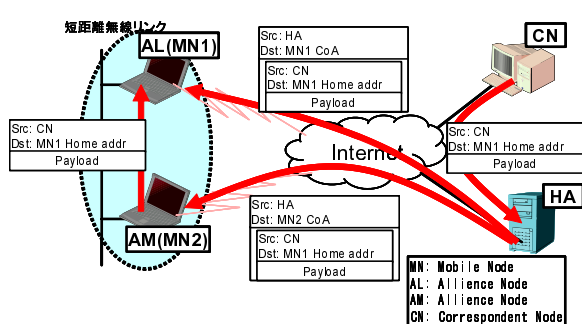 短距離無線リンク
AL(MN1)
Src: HA
Dst: MN1 CoA
Src: CN
Dst: MN1 Home addr
Payload
CN
Src: CN
Dst: MN1 Home addr
Payload
Src: CN
Dst: MN1 Home addr
Payload
Internet
HA
AM(MN2)
Src: HA
Dst: MN2 CoA
Src: CN
Dst: MN1 Home addr
Payload
MN: Mobile Node
AL: Allience Node
AM: Allience Node
CN: Correspondent Node